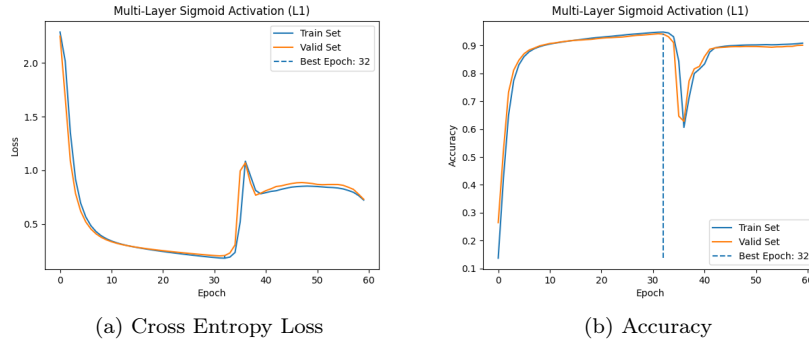 Multi-Layer Sigmoid Activation (L1)
Train Set
Valid Set
Best Epoch: 32
2.0
1.5
1.0
0.5
Loss
0 10 20 30 40 50 60
Epoch
(a) Cross Entropy Loss
Multi-Layer Sigmoid Activation (L1)
0.9
0.8
0.7
0.6
0.5
0.4
0.3
0.2
0.1
Accuracy
Train Set
Valid Set
Best Epoch: 32
0 10 20 30 40 50 60
Epoch
(b) Accuracy